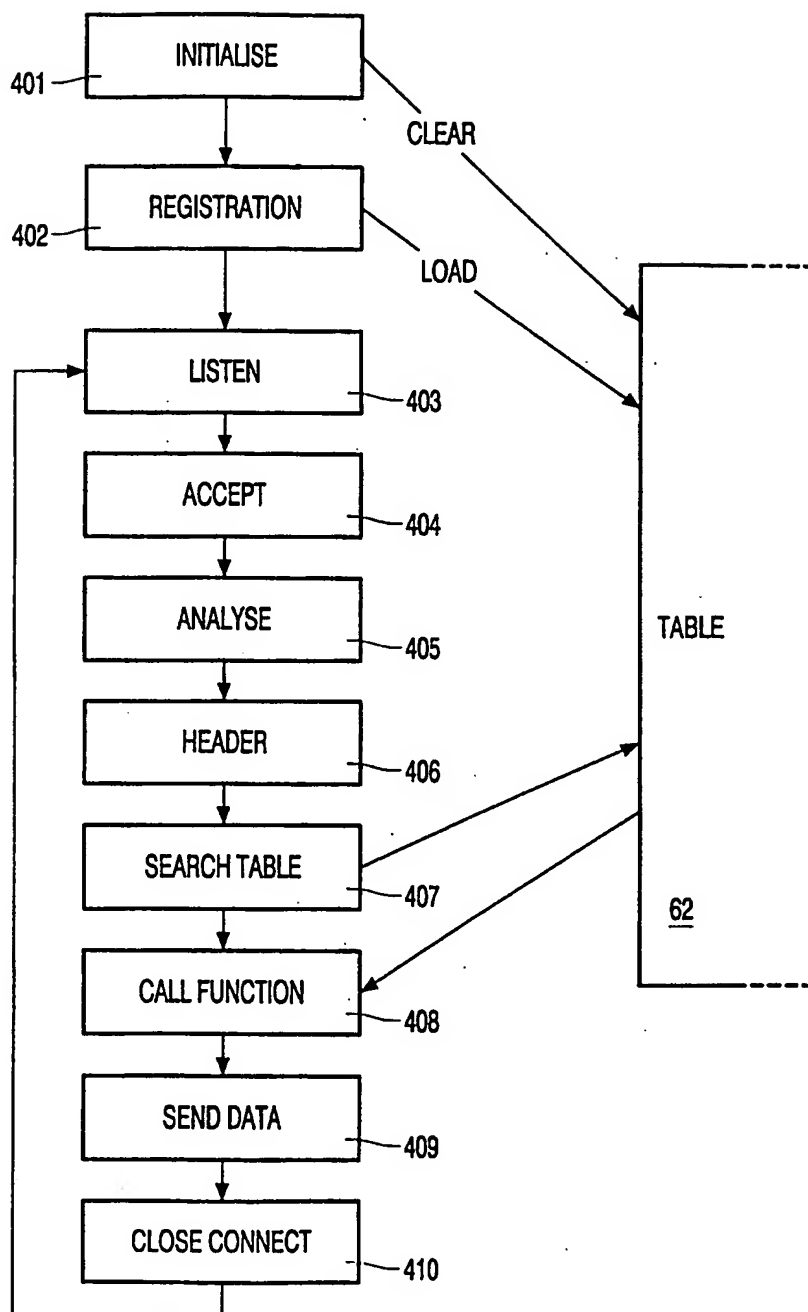 INITIALISE
401
CLEAR
REGISTRATION
402
LOAD
LISTEN
403
ACCEPT
404
ANALYSE
405
TABLE
HEADER
406
SEARCH TABLE
407
62
CALL FUNCTION
408
SEND DATA
409
CLOSE CONNECT
410